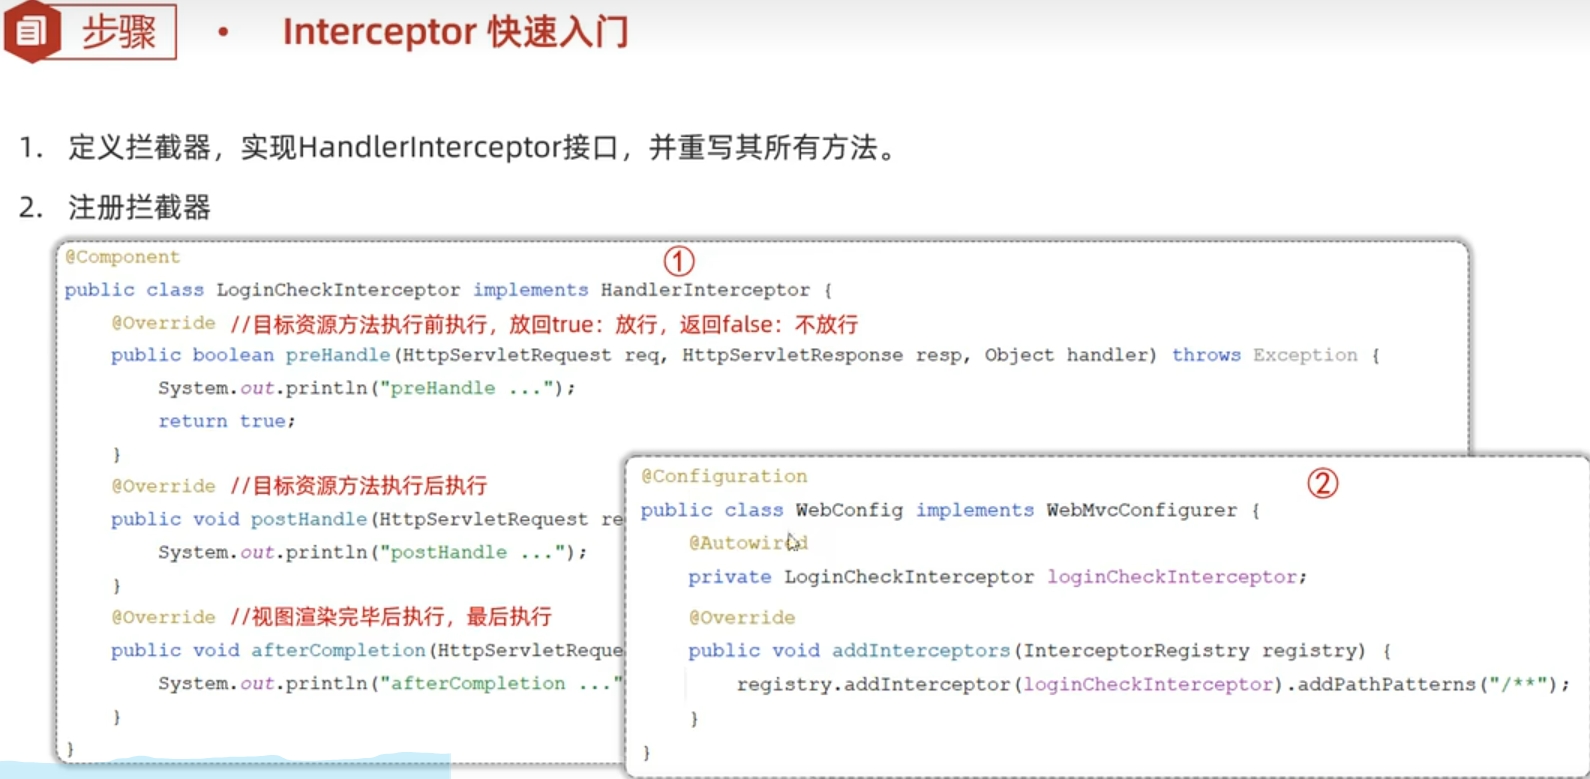 步骤 • Interceptor 快速入门
1. 定义拦截器，实现HandlerInterceptor接口，并重写其所有方法。
2. 注册拦截器
@Component
①
public class LoginCheckInterceptor implements HandlerInterceptor {
@Override //目标资源方法执行前执行，放回true：放行，返回false：不放行
public boolean preHandle(HttpServletRequest req, HttpServletResponse resp, Object handler) throws Exception {
System.out.println("preHandle ...");
return true;
}
@Override //目标资源方法执行后执行
public void postHandle(HttpServletRequest re
System.out.println("postHandle ...");
}
@Override //视图渲染完毕后执行，最后执行
public void afterCompletion(HttpServletReque
System.out.println("afterCompletion ..."
}
}
@Configuration
②
public class WebConfig implements WebMvcConfigurer {
@Autowired
private LoginCheckInterceptor loginCheckInterceptor;
@Override
public void addInterceptors(InterceptorRegistry registry) {
registry.addInterceptor(loginCheckInterceptor).addPathPatterns("/**");
}
}